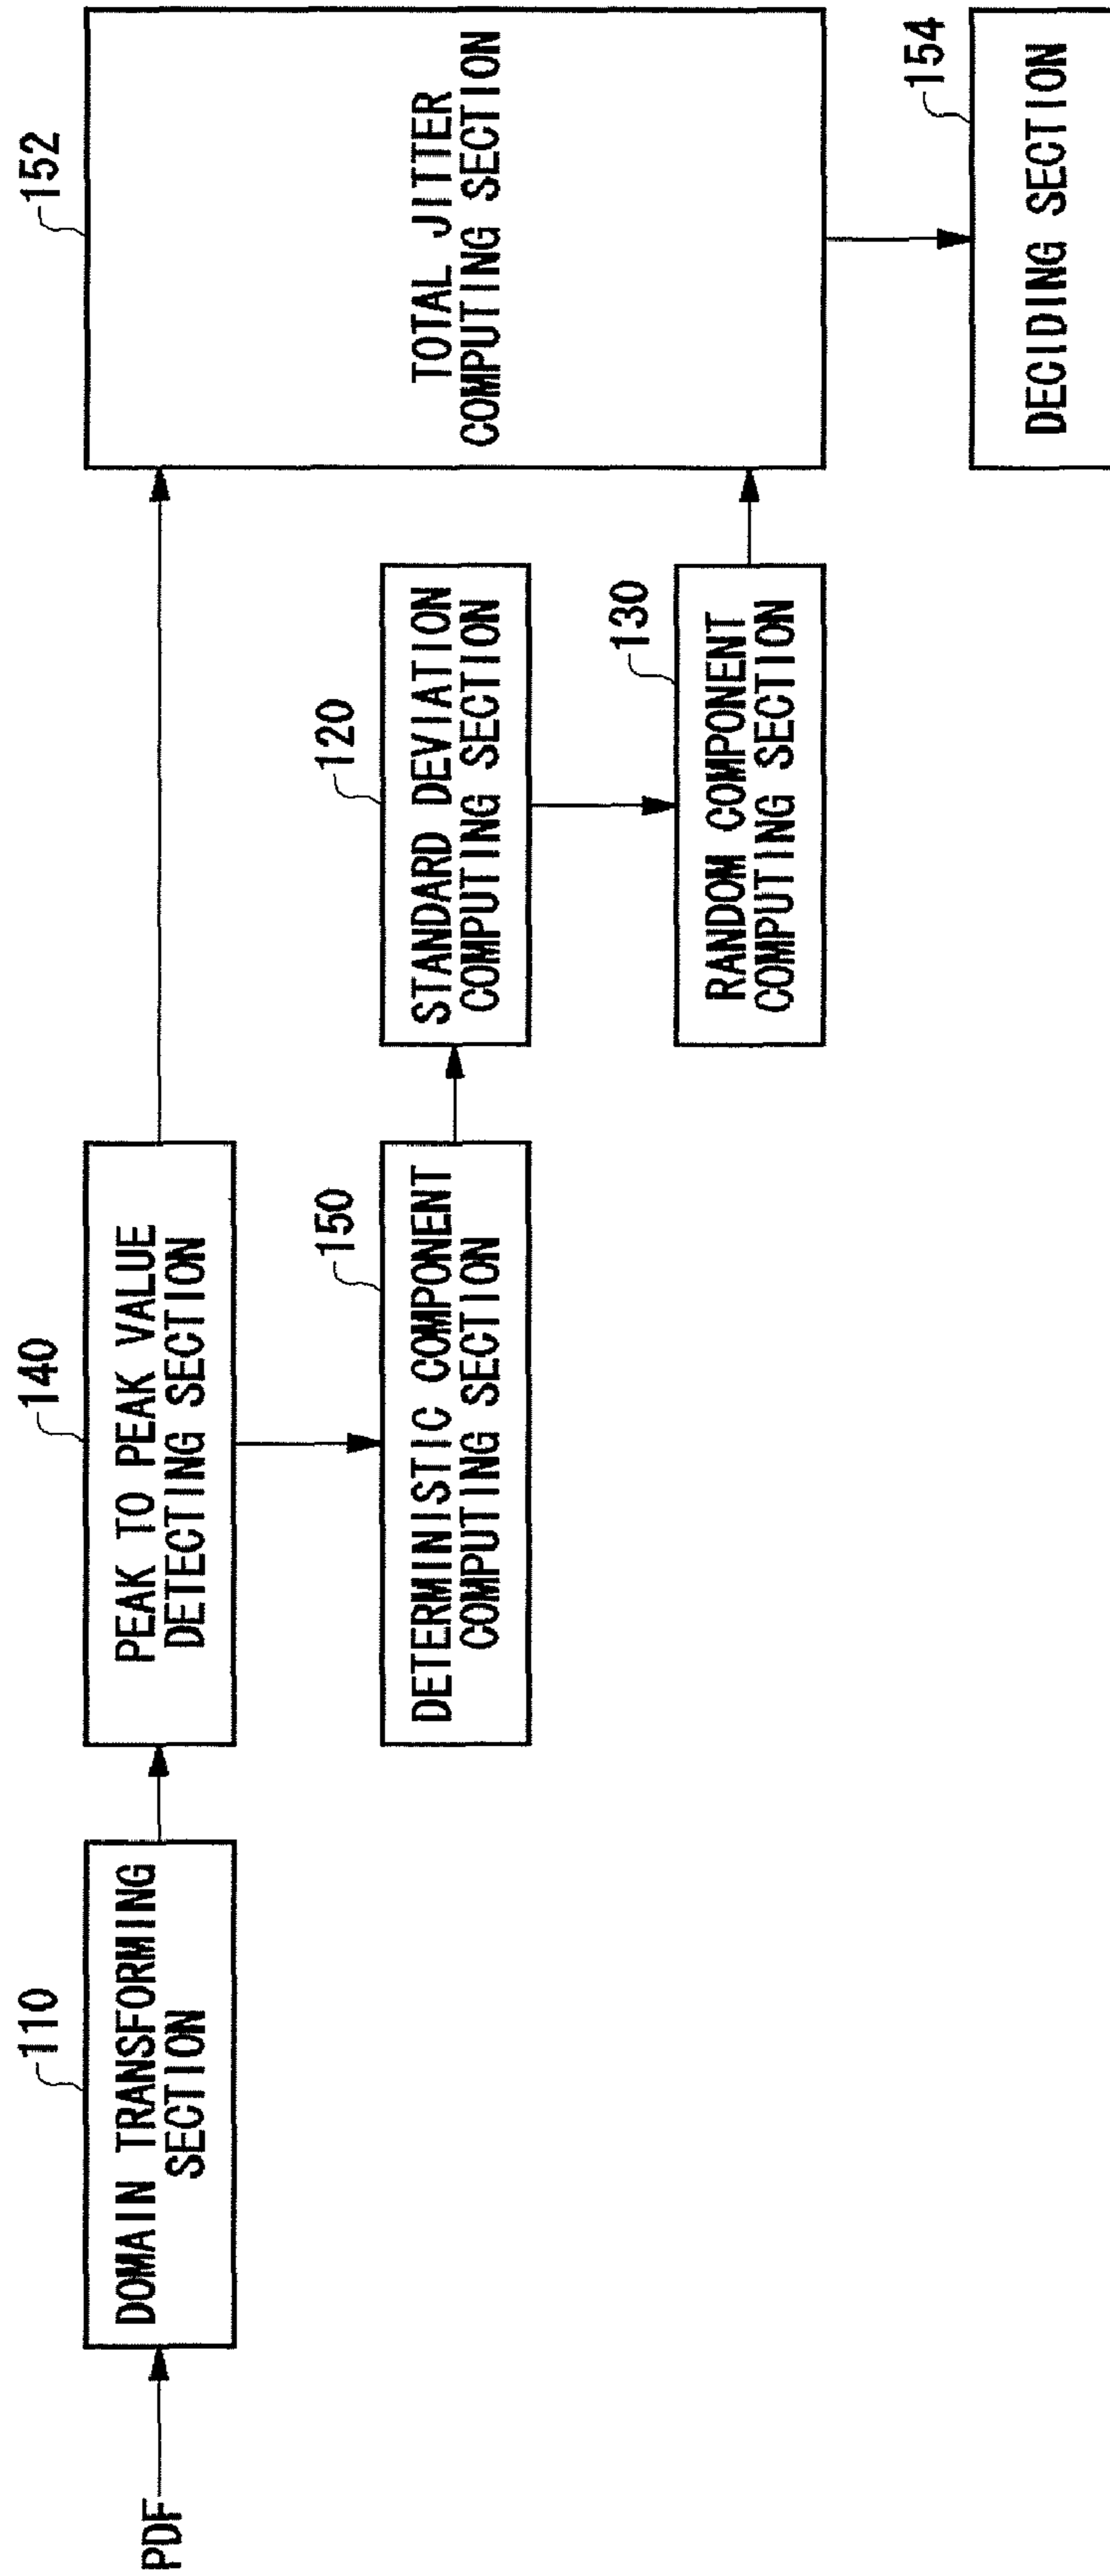 PDF
110
DOMAIN TRANSFORMING
SECTION
140
PEAK TO PEAK VALUE
DETECTING SECTION
150
DETERMINISTIC COMPONENT
COMPUTING SECTION
120
STANDARD DEVIATION
COMPUTING SECTION
130
RANDOM COMPONENT
COMPUTING SECTION
152
TOTAL JITTER
COMPUTING SECTION
154
DECIDING SECTION